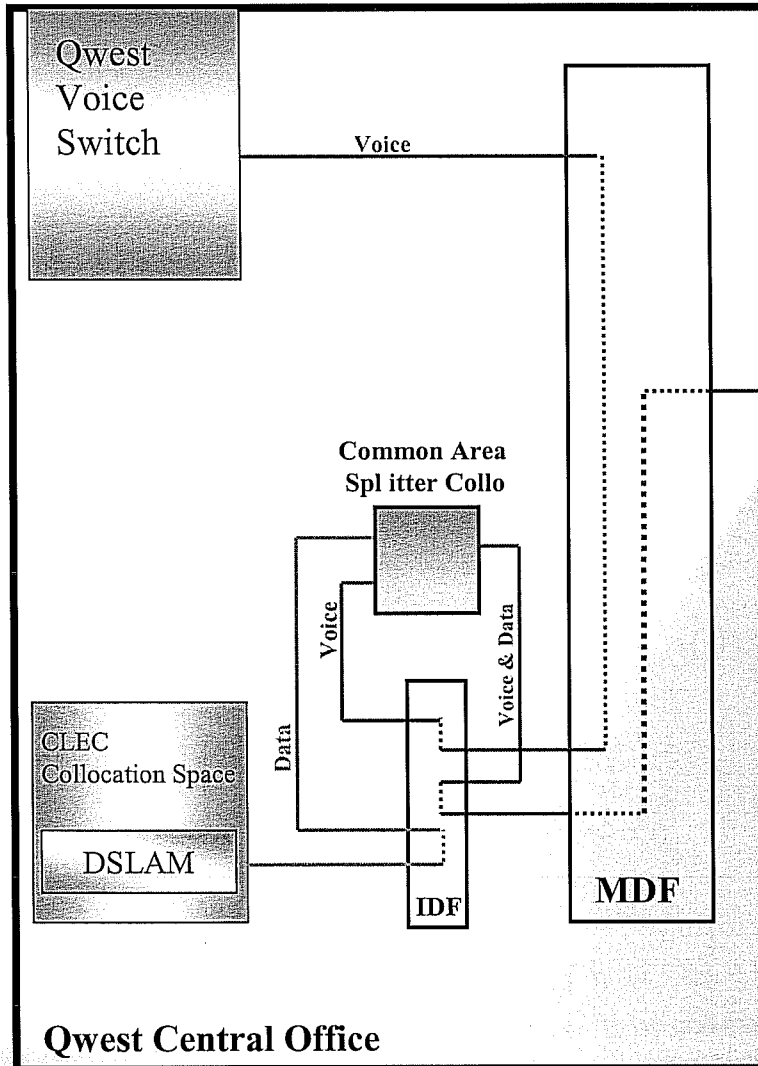 Qwest
Voice
Switch
Voice
Common Area
Spl itter Collo
Voice
Voice & Data
Data
CLEC
Collocation Space
DSLAM
IDF
MDF
Qwest Central Office